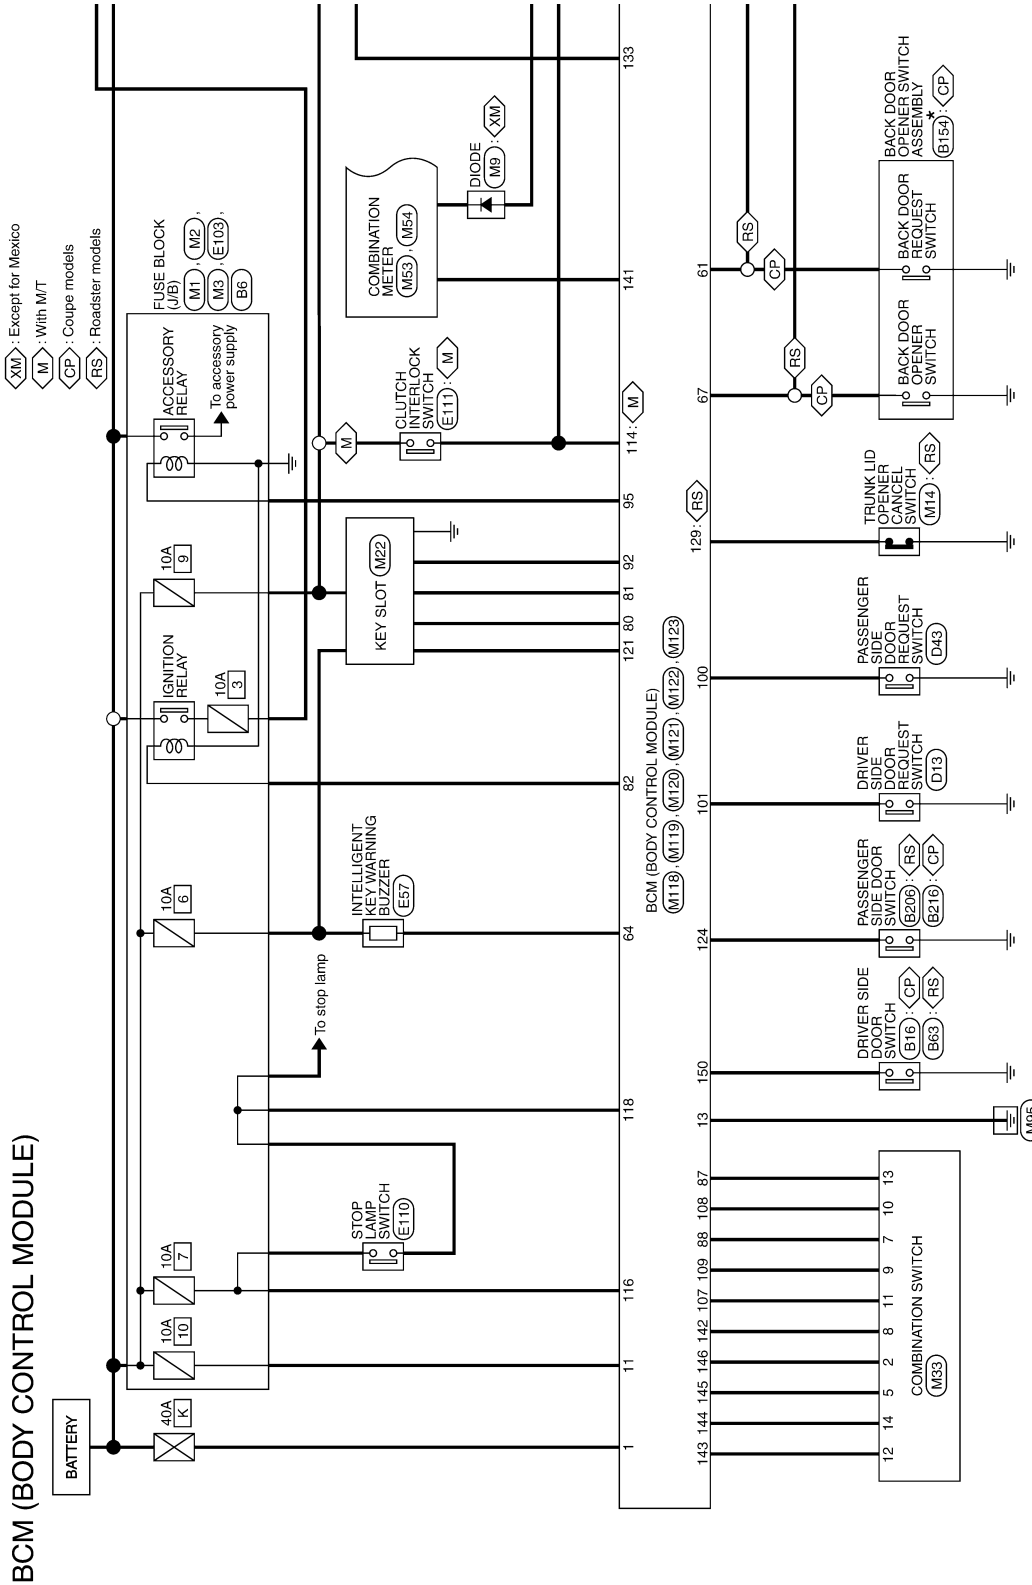 BCM (BODY CONTROL MODULE)
XM : Except for Mexico
M : With M/T
CP : Coupe models
RS : Roadster models
BATTERY
40A
K
10A
10
10A
7
10A
6
10A
3
10A
9
IGNITION
RELAY
ACCESSORY
RELAY
To accessory
power supply
FUSE BLOCK
(J/B)
M1 , M2 ,
M3 , E103 ,
B6
STOP
LAMP
SWITCH
E110
To stop lamp
INTELLIGENT
KEY WARNING
BUZZER
E57
KEY SLOT M22
M
CLUTCH
INTERLOCK
SWITCH
E111 : M
COMBINATION
METER
M53 , M54
DIODE
M9 : XM
1
11
116
118
64
82
121
80
81
92
95
114: M
141
133
BCM (BODY CONTROL MODULE)
M118 , M119 , M120 , M121 , M122 , M123
143
144
145
146
142
107
109
88
108
87
13
150
124
101
100
129: RS
67
61
12
14
5
2
8
11
9
7
10
13
COMBINATION SWITCH
M33
M95
DRIVER SIDE
DOOR
SWITCH
B16 : CP
B63 : RS
PASSENGER
SIDE DOOR
SWITCH
B206 : RS
B216 : CP
DRIVER
SIDE
DOOR
REQUEST
SWITCH
D13
PASSENGER
SIDE
DOOR
REQUEST
SWITCH
D43
TRUNK LID
OPENER
CANCEL
SWITCH
M14 : RS
RS
CP
RS
CP
BACK DOOR
OPENER
SWITCH
BACK DOOR
REQUEST
SWITCH
BACK DOOR
OPENER SWITCH
ASSEMBLY
B154 * : CP